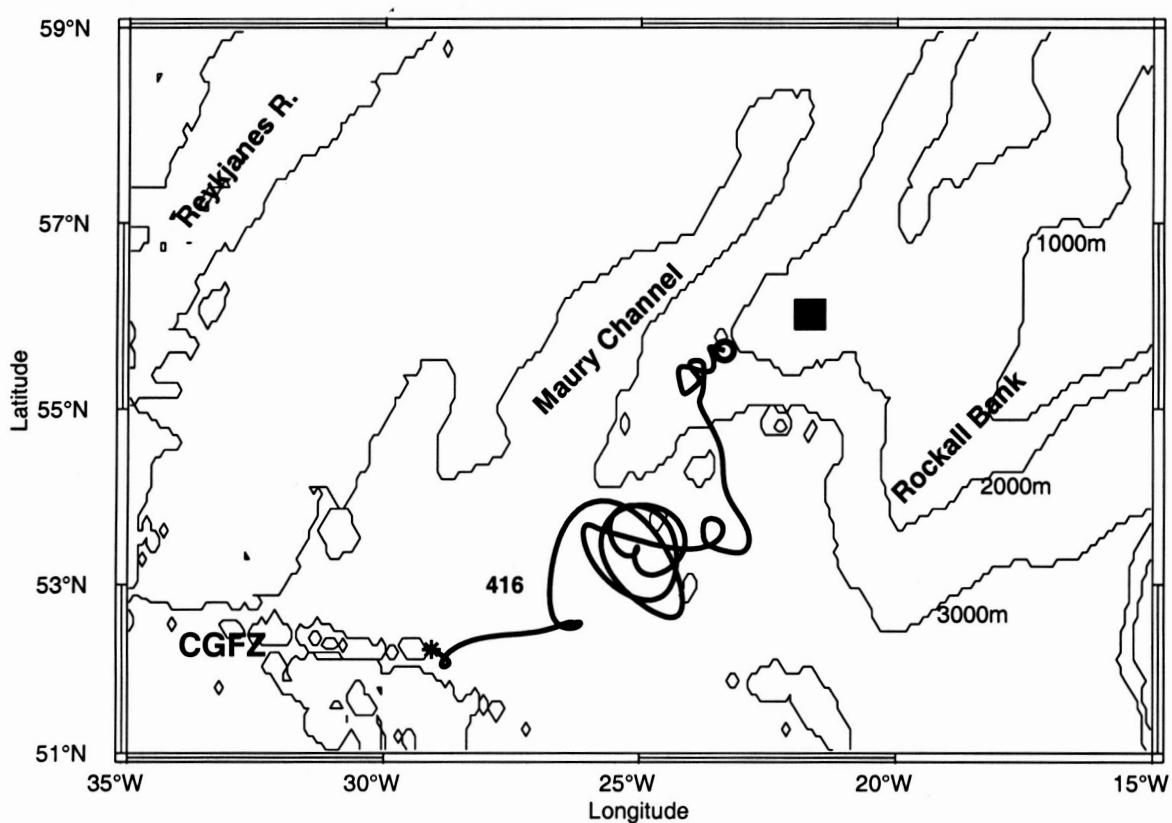 59°N
Reykjanes R.
57°N
1000m
Maury Channel
Latitude
55°N
Rockall Bank
2000m
53°N
416
3000m
CGFZ
51°N
35°W
30°W
25°W
20°W
15°W
Longitude